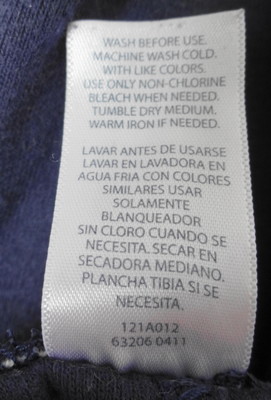 WASH BEFORE USE.
MACHINE WASH COLD.
WITH LIKE COLORS.
USE ONLY NON-CHLORINE
BLEACH WHEN NEEDED.
TUMBLE DRY MEDIUM.
WARM IRON IF NEEDED.
LAVAR ANTES DE USARSE
LAVAR EN LAVADORA EN
AGUA FRIA CON COLORES
SIMILARES USAR
SOLAMENTE
BLANQUEADOR
SIN CLORO CUANDO SE
NECESITA. SECAR EN
SECADORA MEDIANO.
PLANCHA TIBIA SI SE
NECESITA.
121A012
63206 0411